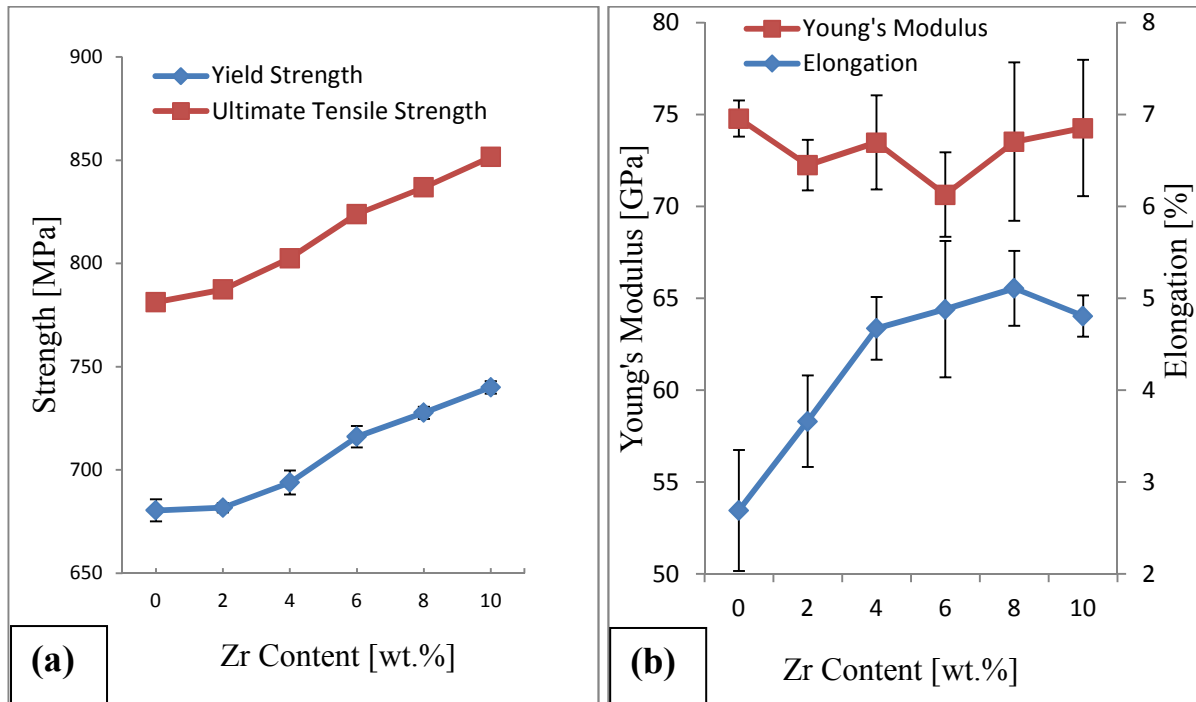 Yield Strength
Ultimate Tensile Strength
Strength [MPa]
900
850
800
750
700
650
0 2 4 6 8 10
Zr Content [wt.%]
(a)
Young's Modulus
Elongation
Young's Modulus [GPa]
80
75
70
65
60
55
50
Elongation [%]
8
7
6
5
4
3
2
0 2 4 6 8 10
Zr Content [wt.%]
(b)